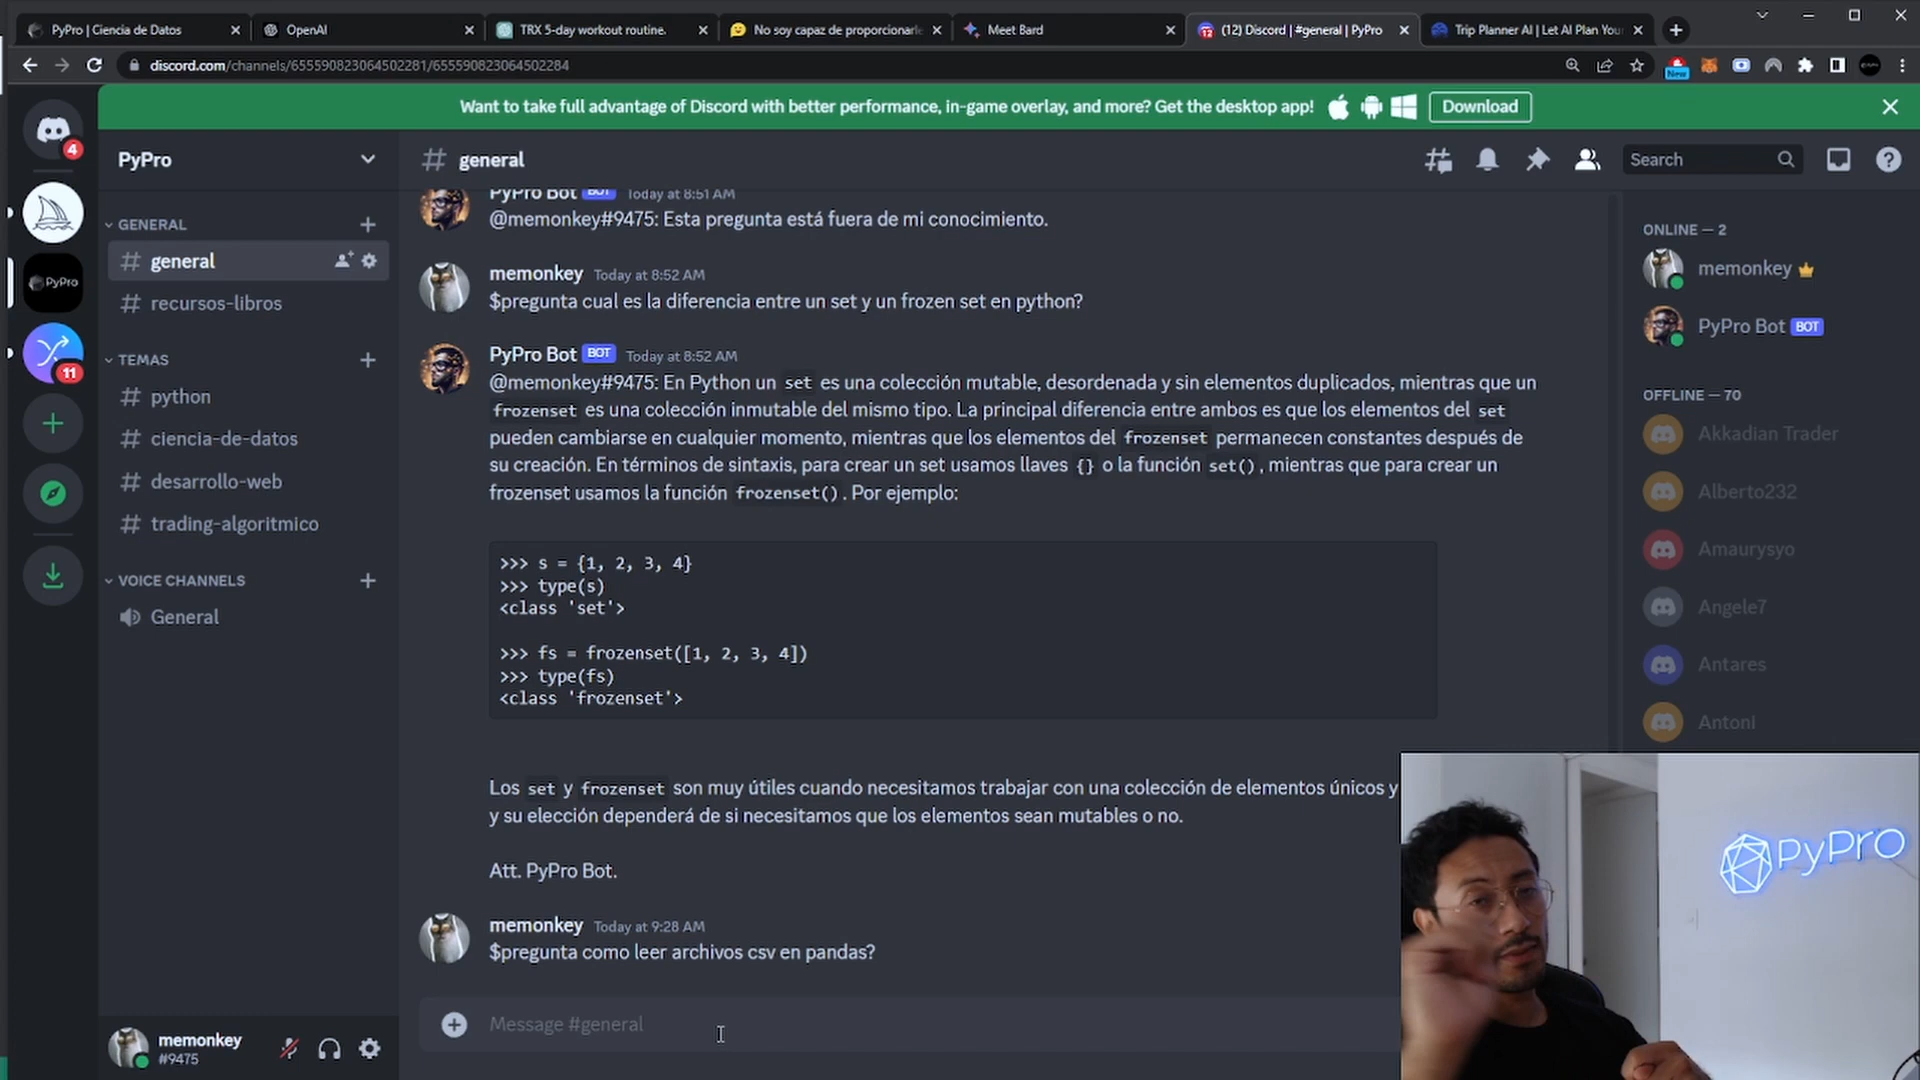 PyPro | Ciencia de Datos
OpenAI
TRX 5-day workout routine.
No soy capaz de proporcionarle
Meet Bard
(12) Discord | #general | PyPro
Trip Planner AI | Let AI Plan You
discord.com/channels/655590823064502281/655590823064502284
New
Want to take full advantage of Discord with better performance, in-game overlay, and more? Get the desktop app!
Download
4
PyPro
general
Search
GENERAL
general
recursos-libros
PyPro
11
TEMAS
python
ciencia-de-datos
desarrollo-web
trading-algoritmico
VOICE CHANNELS
General
memonkey
#9475
PyPro Bot BOT Today at 8:51 AM
@memonkey#9475: Esta pregunta está fuera de mi conocimiento.
memonkey Today at 8:52 AM
$pregunta cual es la diferencia entre un set y un frozen set en python?
PyPro Bot BOT Today at 8:52 AM
@memonkey#9475: En Python un set es una colección mutable, desordenada y sin elementos duplicados, mientras que un
frozenset es una colección inmutable del mismo tipo. La principal diferencia entre ambos es que los elementos del set
pueden cambiarse en cualquier momento, mientras que los elementos del frozenset permanecen constantes después de
su creación. En términos de sintaxis, para crear un set usamos llaves {} o la función set(), mientras que para crear un
frozenset usamos la función frozenset(). Por ejemplo:
>>> s = {1, 2, 3, 4}
>>> type(s)
<class 'set'>
>>> fs = frozenset([1, 2, 3, 4])
>>> type(fs)
<class 'frozenset'>
Los set y frozenset son muy útiles cuando necesitamos trabajar con una colección de elementos únicos y
y su elección dependerá de si necesitamos que los elementos sean mutables o no.
Att. PyPro Bot.
memonkey Today at 9:28 AM
$pregunta como leer archivos csv en pandas?
Message #general
ONLINE — 2
memonkey
PyPro Bot BOT
OFFLINE — 70
Akkadian Trader
Alberto232
Amaurysyo
Angele7
Antares
Antoni
PyPro